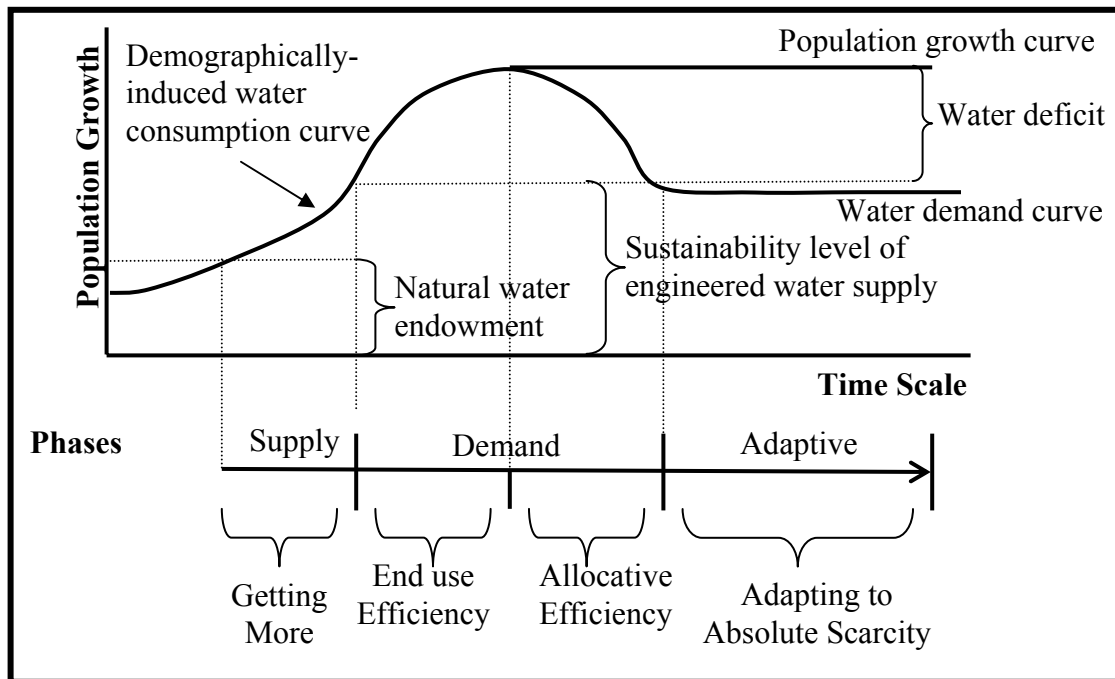 Population Growth
Demographically-
induced water
consumption curve
Population growth curve
Water deficit
Water demand curve
Sustainability level of
engineered water supply
Natural water
endowment
Time Scale
Phases
Supply
Demand
Adaptive
Getting
More
End use
Efficiency
Allocative
Efficiency
Adapting to
Absolute Scarcity